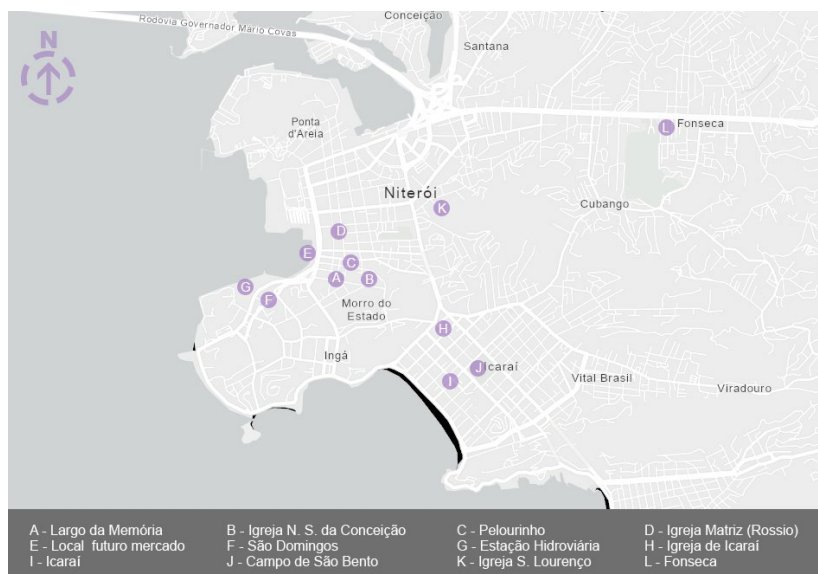 Conceição
Rodovia Governador Mario Covas
N
Santana
Ponta
d'Areia
L
Fonseca
Niterói
K
Cubango
D
E
C
A
B
G
F
Morro do
Estado
H
Ingá
J
Icaraí
I
Vital Brasil
Viradouro
A - Largo da Memória
B - Igreja N. S. da Conceição
C - Pelourinho
D - Igreja Matriz (Rossio)
E - Local futuro mercado
F - São Domingos
G - Estação Hidroviária
H - Igreja de Icaraí
I - Icaraí
J - Campo de São Bento
K - Igreja S. Lourenço
L - Fonseca